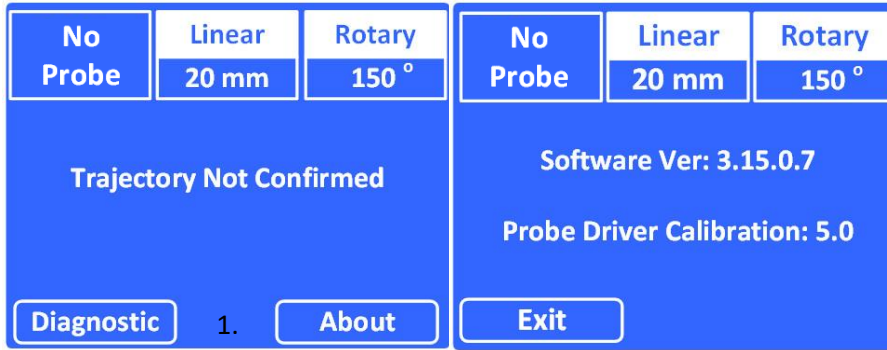 No Probe
Linear
20 mm
Rotary
150 °
Trajectory Not Confirmed
Diagnostic
1.
About
No Probe
Linear
20 mm
Rotary
150 °
Software Ver: 3.15.0.7
Probe Driver Calibration: 5.0
Exit